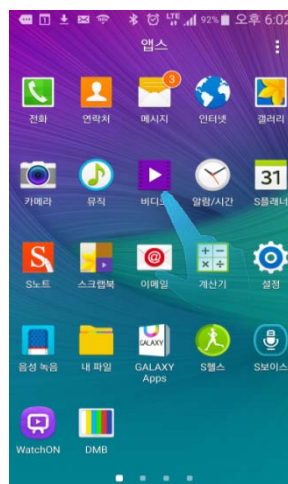 LTE 92% 오후 6:02
앱스
3
31
전화 연락처 메시지 인터넷 갤러리
카메라 뮤직 비디오 알람/시간 S플래너
S
@
S노트 스크랩북 이메일 계산기 설정
GALAXY
음성 녹음 내 파일 GALAXY Apps S헬스 S보이스
WatchON DMB